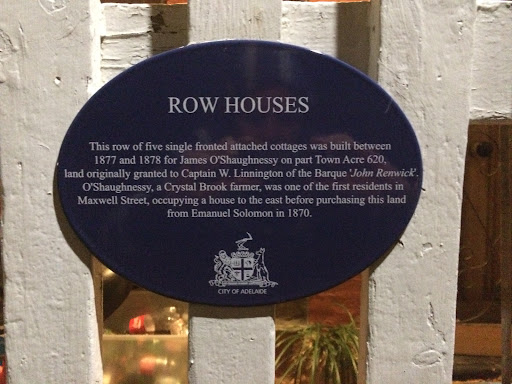 ROW HOUSES
This row of five single fronted attached cottages was built between
1877 and 1878 for James O'Shaughnessy on part Town Acre 620,
land originally granted to Captain W. Linnington of the Barque 'John Renwick'.
O'Shaughnessy, a Crystal Brook farmer, was one of the first residents in
Maxwell Street, occupying a house to the east before purchasing this land
from Emanuel Solomon in 1870.
CITY OF ADELAIDE